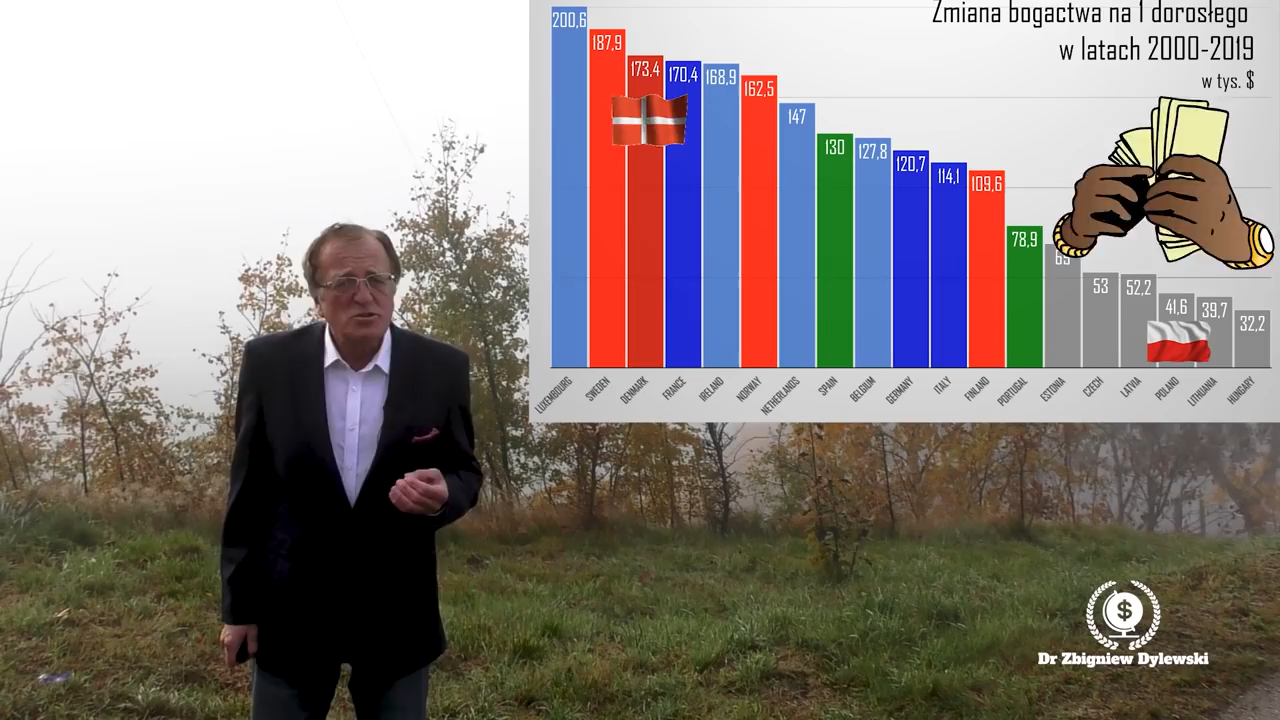 Zmiana bogactwa na 1 dorosłego
w latach 2000-2019
w tys. $
200,6
187,9
173,4
170,4
168,9
162,5
147
130
127,8
120,7
114,1
109,6
78,9
65
53
52,2
41,6
39,7
32,2
LUXEMBOURG
SWEDEN
DENMARK
FRANCE
IRELAND
NORWAY
NETHERLANDS
SPAIN
BELGIUM
GERMANY
ITALY
FINLAND
PORTUGAL
ESTONIA
CZECH
LATVIA
POLAND
LITHUANIA
HUNGARY
$
Dr Zbigniew Dylewski